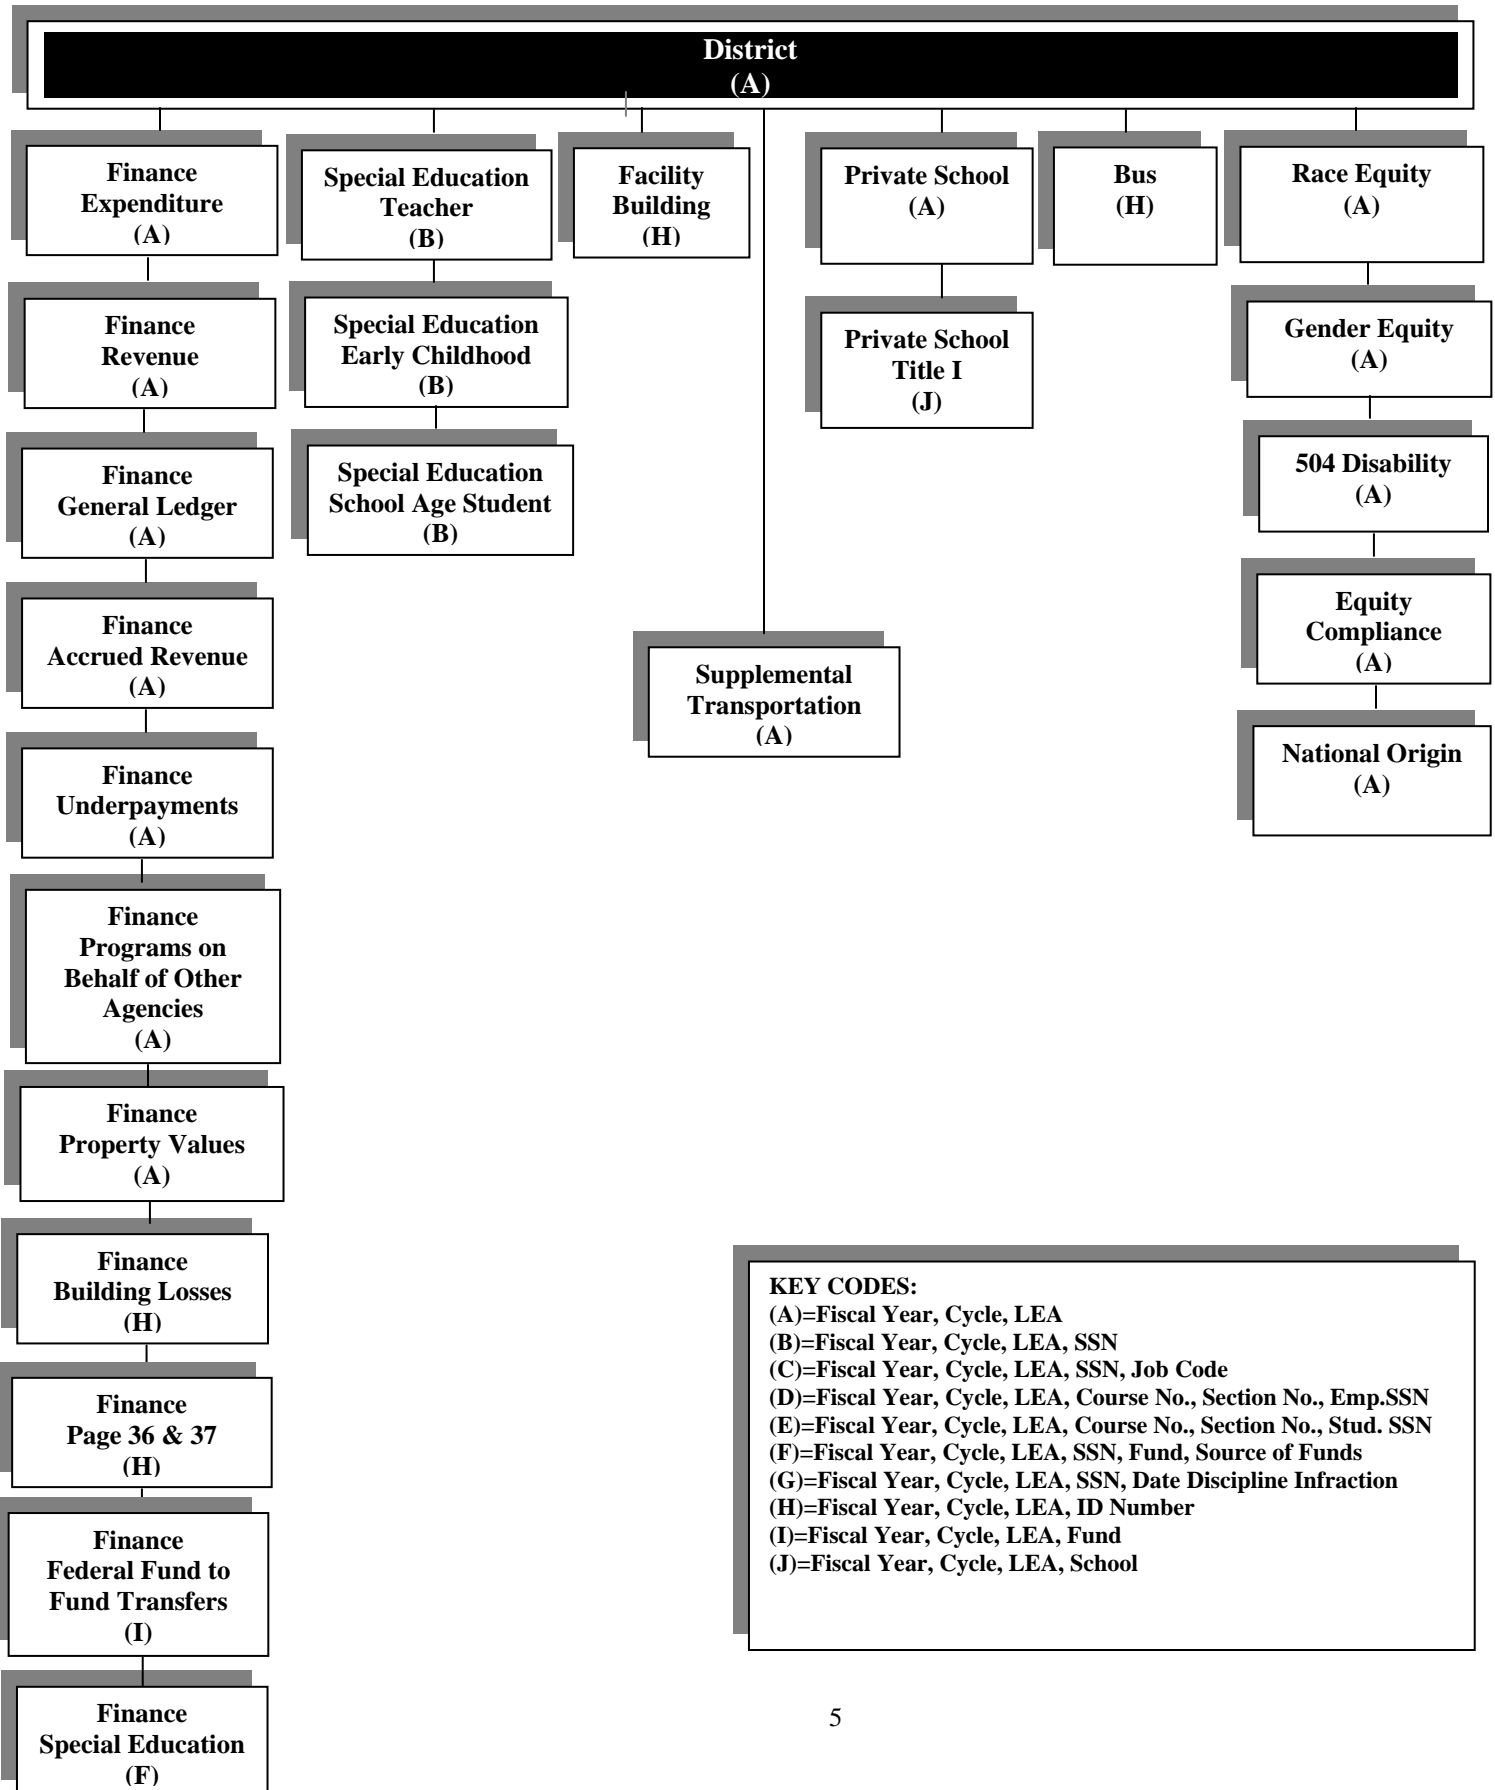 District
(A)
Finance
Expenditure
(A)
Special Education
Teacher
(B)
Facility
Building
(H)
Private School
(A)
Bus
(H)
Race Equity
(A)
Finance
Revenue
(A)
Special Education
Early Childhood
(B)
Private School
Title I
(J)
Gender Equity
(A)
Finance
General Ledger
(A)
Special Education
School Age Student
(B)
504 Disability
(A)
Finance
Accrued Revenue
(A)
Supplemental
Transportation
(A)
Equity
Compliance
(A)
Finance
Underpayments
(A)
National Origin
(A)
Finance
Programs on
Behalf of Other
Agencies
(A)
Finance
Property Values
(A)
Finance
Building Losses
(H)
Finance
Page 36 & 37
(H)
Finance
Federal Fund to
Fund Transfers
(I)
Finance
Special Education
(F)
KEY CODES:
(A)=Fiscal Year, Cycle, LEA
(B)=Fiscal Year, Cycle, LEA, SSN
(C)=Fiscal Year, Cycle, LEA, SSN, Job Code
(D)=Fiscal Year, Cycle, LEA, Course No., Section No., Emp.SSN
(E)=Fiscal Year, Cycle, LEA, Course No., Section No., Stud. SSN
(F)=Fiscal Year, Cycle, LEA, SSN, Fund, Source of Funds
(G)=Fiscal Year, Cycle, LEA, SSN, Date Discipline Infraction
(H)=Fiscal Year, Cycle, LEA, ID Number
(I)=Fiscal Year, Cycle, LEA, Fund
(J)=Fiscal Year, Cycle, LEA, School
5